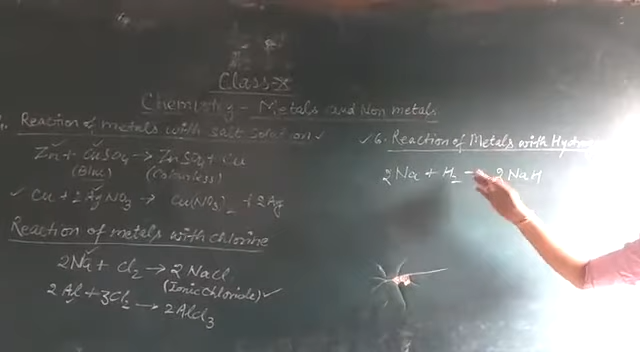 Class-X
Chemistry - Metals and Non metals
4. Reaction of metals with salt solution ✓
Zn + CuSO4 → ZnSO4 + Cu
(Blue) (Colourless)
✓ Cu + 2AgNO3 → Cu(NO3)2 + 2Ag
Reaction of metals with chlorine
2Na + Cl2 → 2NaCl
(Ionic Chloride) ✓
2Al + 3Cl2 → 2AlCl3
✓ 6. Reaction of Metals with
2Na + H2 → 2NaH